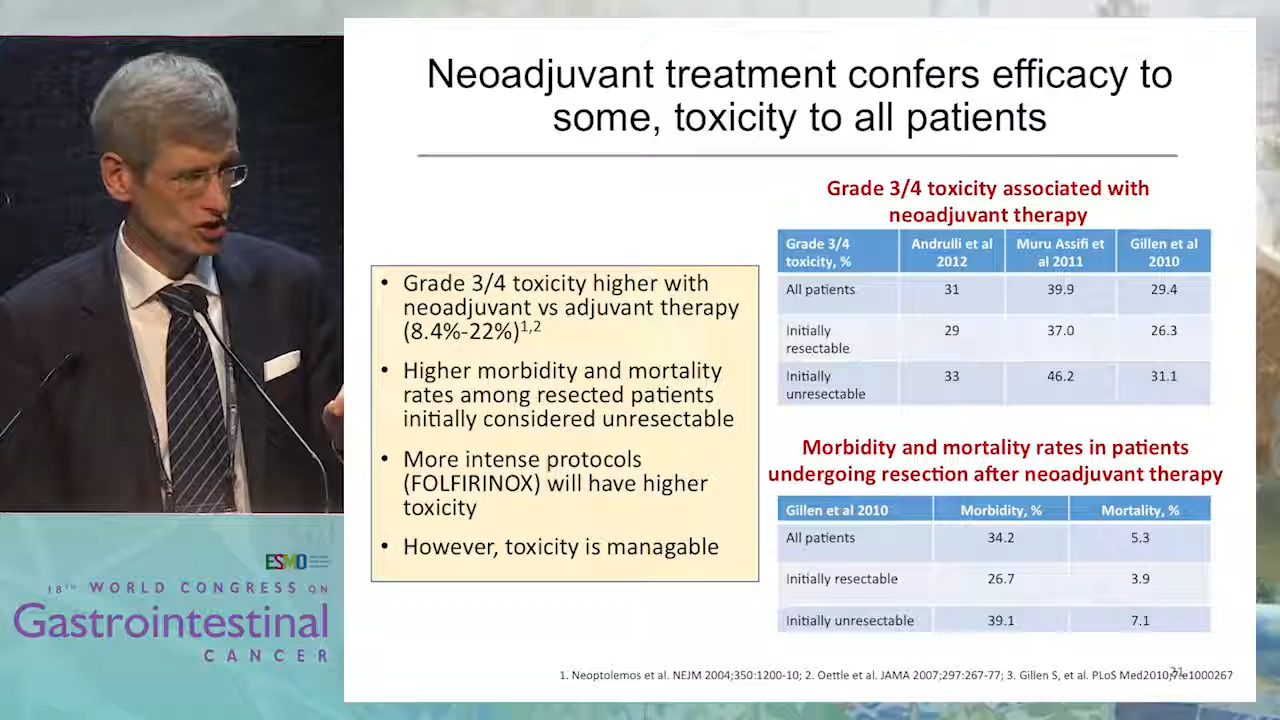 Neoadjuvant treatment confers efficacy to
some, toxicity to all patients
• Grade 3/4 toxicity higher with
neoadjuvant vs adjuvant therapy
(8.4%-22%)1,2
• Higher morbidity and mortality
rates among resected patients
initially considered unresectable
• More intense protocols
(FOLFIRINOX) will have higher
toxicity
• However, toxicity is managable
Grade 3/4 toxicity associated with
neoadjuvant therapy
Grade 3/4 toxicity, % Andrulli et al 2012 Muru Assifi et al 2011 Gillen et al 2010
All patients 31 39.9 29.4
Initially resectable 29 37.0 26.3
Initially unresectable 33 46.2 31.1
Morbidity and mortality rates in patients
undergoing resection after neoadjuvant therapy
Gillen et al 2010 Morbidity, % Mortality, %
All patients 34.2 5.3
Initially resectable 26.7 3.9
Initially unresectable 39.1 7.1
1. Neoptolemos et al. NEJM 2004;350:1200-10; 2. Oettle et al. JAMA 2007;297:267-77; 3. Gillen S, et al. PLoS Med2010;7:e1000267
21
ESMO
18TH WORLD CONGRESS ON
Gastrointestinal
CANCER